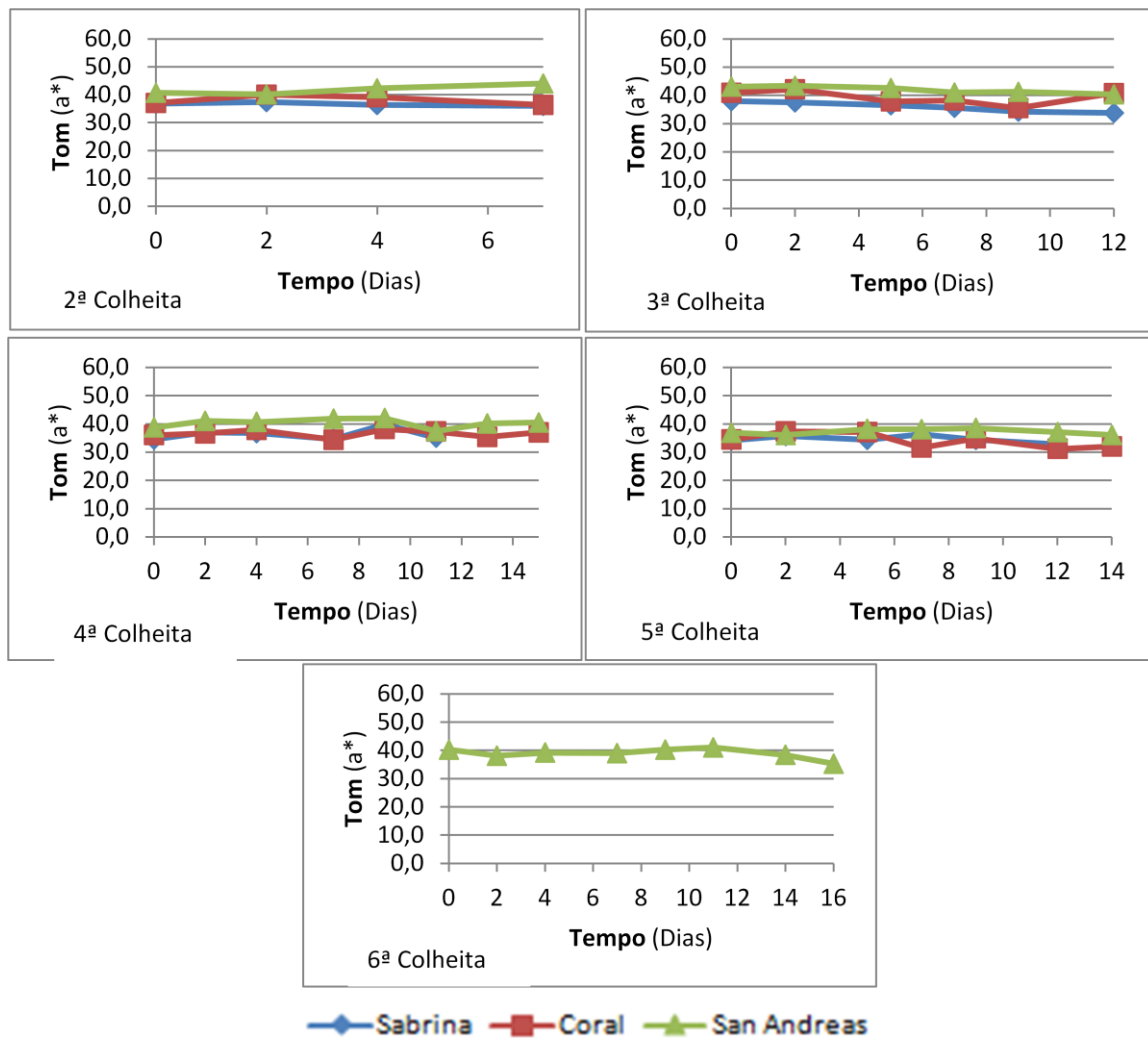 60,0
50,0
40,0
30,0
20,0
10,0
0,0
Tom (a*)
0 2 4 6
Tempo (Dias)
2ª Colheita
60,0
50,0
40,0
30,0
20,0
10,0
0,0
Tom (a*)
0 2 4 6 8 10 12
Tempo (Dias)
3ª Colheita
60,0
50,0
40,0
30,0
20,0
10,0
0,0
Tom (a*)
0 2 4 6 8 10 12 14
Tempo (Dias)
4ª Colheita
60,0
50,0
40,0
30,0
20,0
10,0
0,0
Tom (a*)
0 2 4 6 8 10 12 14
Tempo (Dias)
5ª Colheita
60,0
50,0
40,0
30,0
20,0
10,0
0,0
Tom (a*)
0 2 4 6 8 10 12 14 16
Tempo (Dias)
6ª Colheita
Sabrina Coral San Andreas